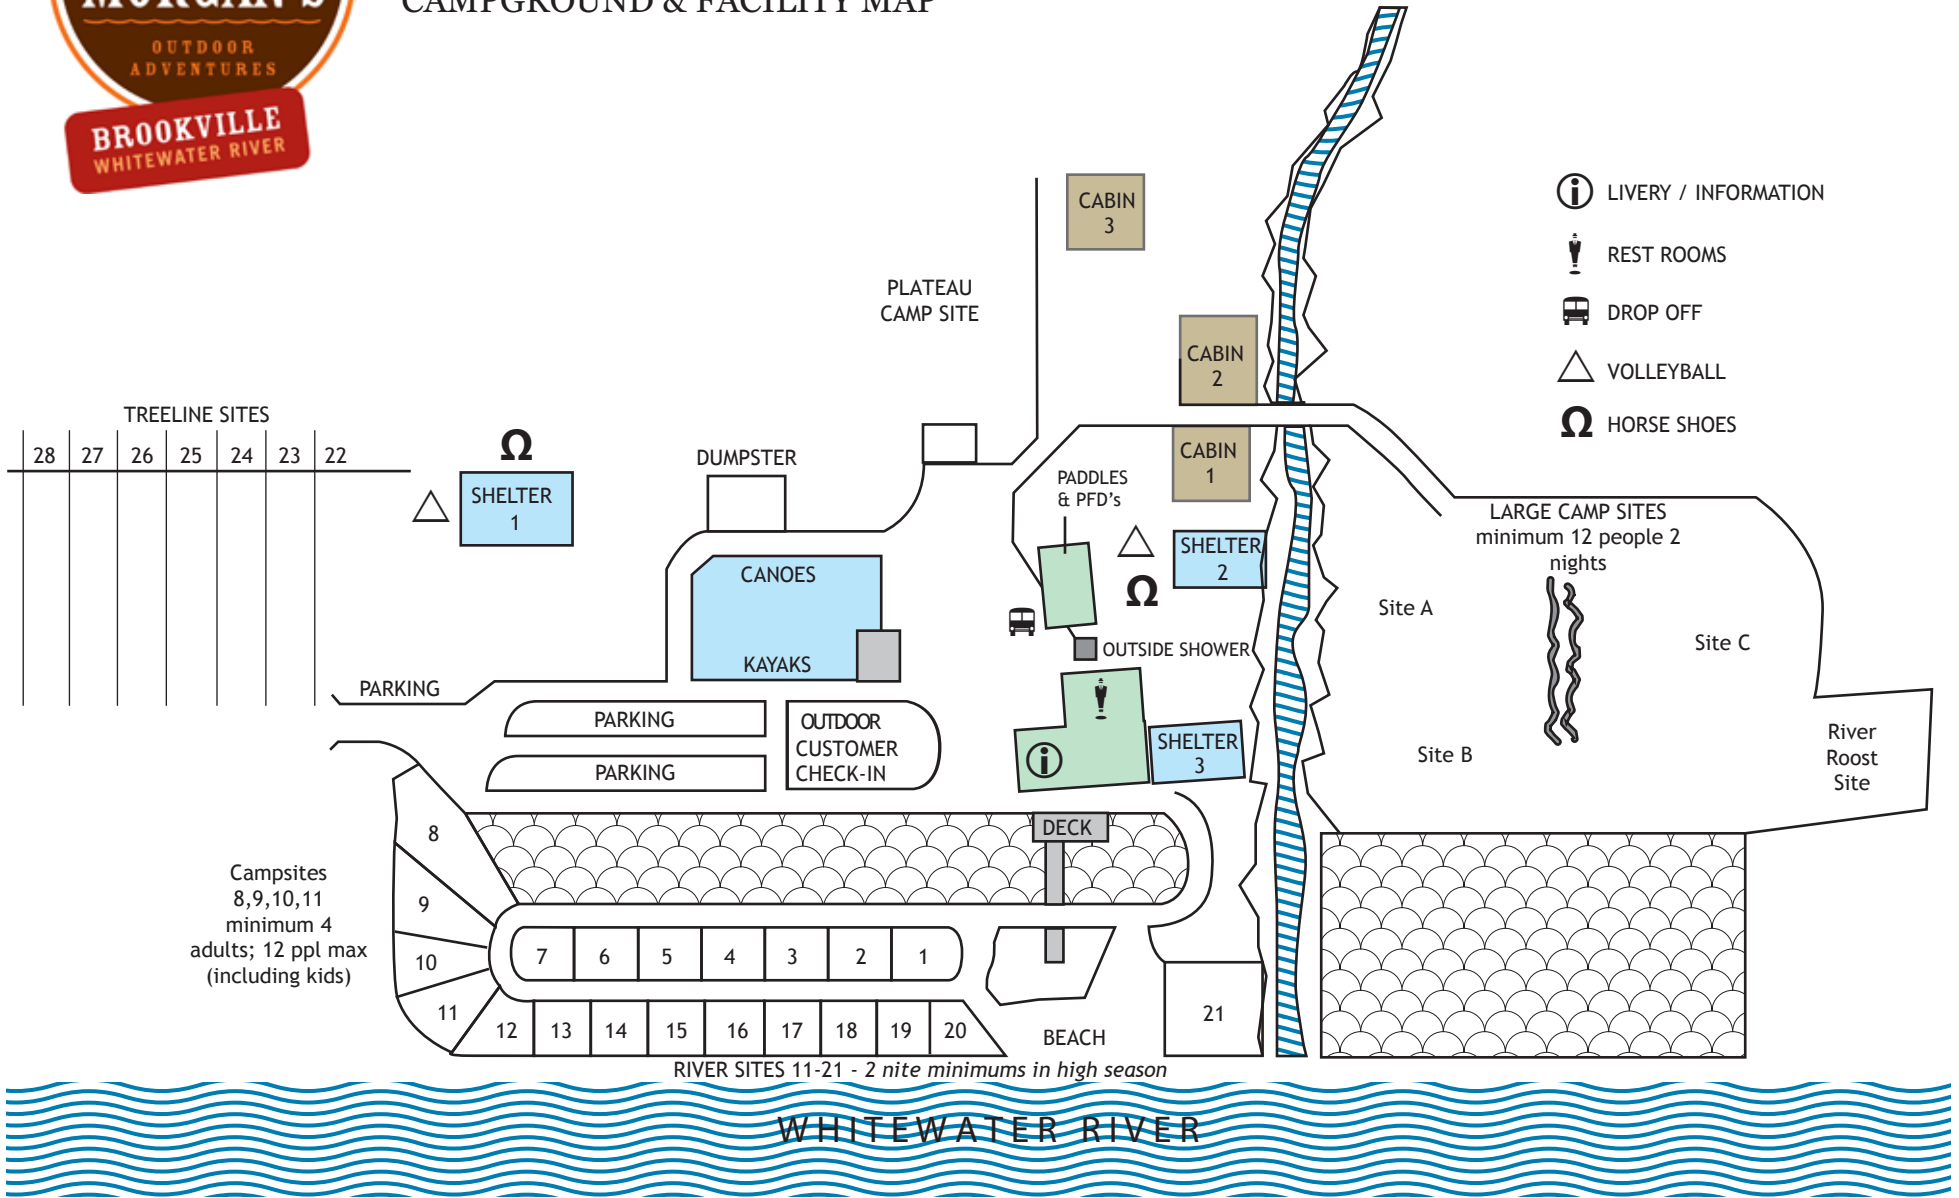 MORGAN'S
OUTDOOR
ADVENTURES
BROOKVILLE
WHITEWATER RIVER
CAMPGROUND & FACILITY MAP
CABIN
3
LIVERY / INFORMATION
REST ROOMS
DROP OFF
VOLLEYBALL
HORSE SHOES
PLATEAU
CAMP SITE
CABIN
2
TREELINE SITES
28 27 26 25 24 23 22
SHELTER
1
DUMPSTER
CABIN
1
PADDLES
& PFD's
LARGE CAMP SITES
minimum 12 people 2
nights
SHELTER
2
CANOES
KAYAKS
Site A
Site C
OUTSIDE SHOWER
PARKING
PARKING
PARKING
OUTDOOR
CUSTOMER
CHECK-IN
SHELTER
3
Site B
River
Roost
Site
DECK
8
9
10
11
Campsites
8,9,10,11
minimum 4
adults; 12 ppl max
(including kids)
7 6 5 4 3 2 1
12 13 14 15 16 17 18 19 20
21
BEACH
RIVER SITES 11-21 - 2 nite minimums in high season
WHITEWATER RIVER